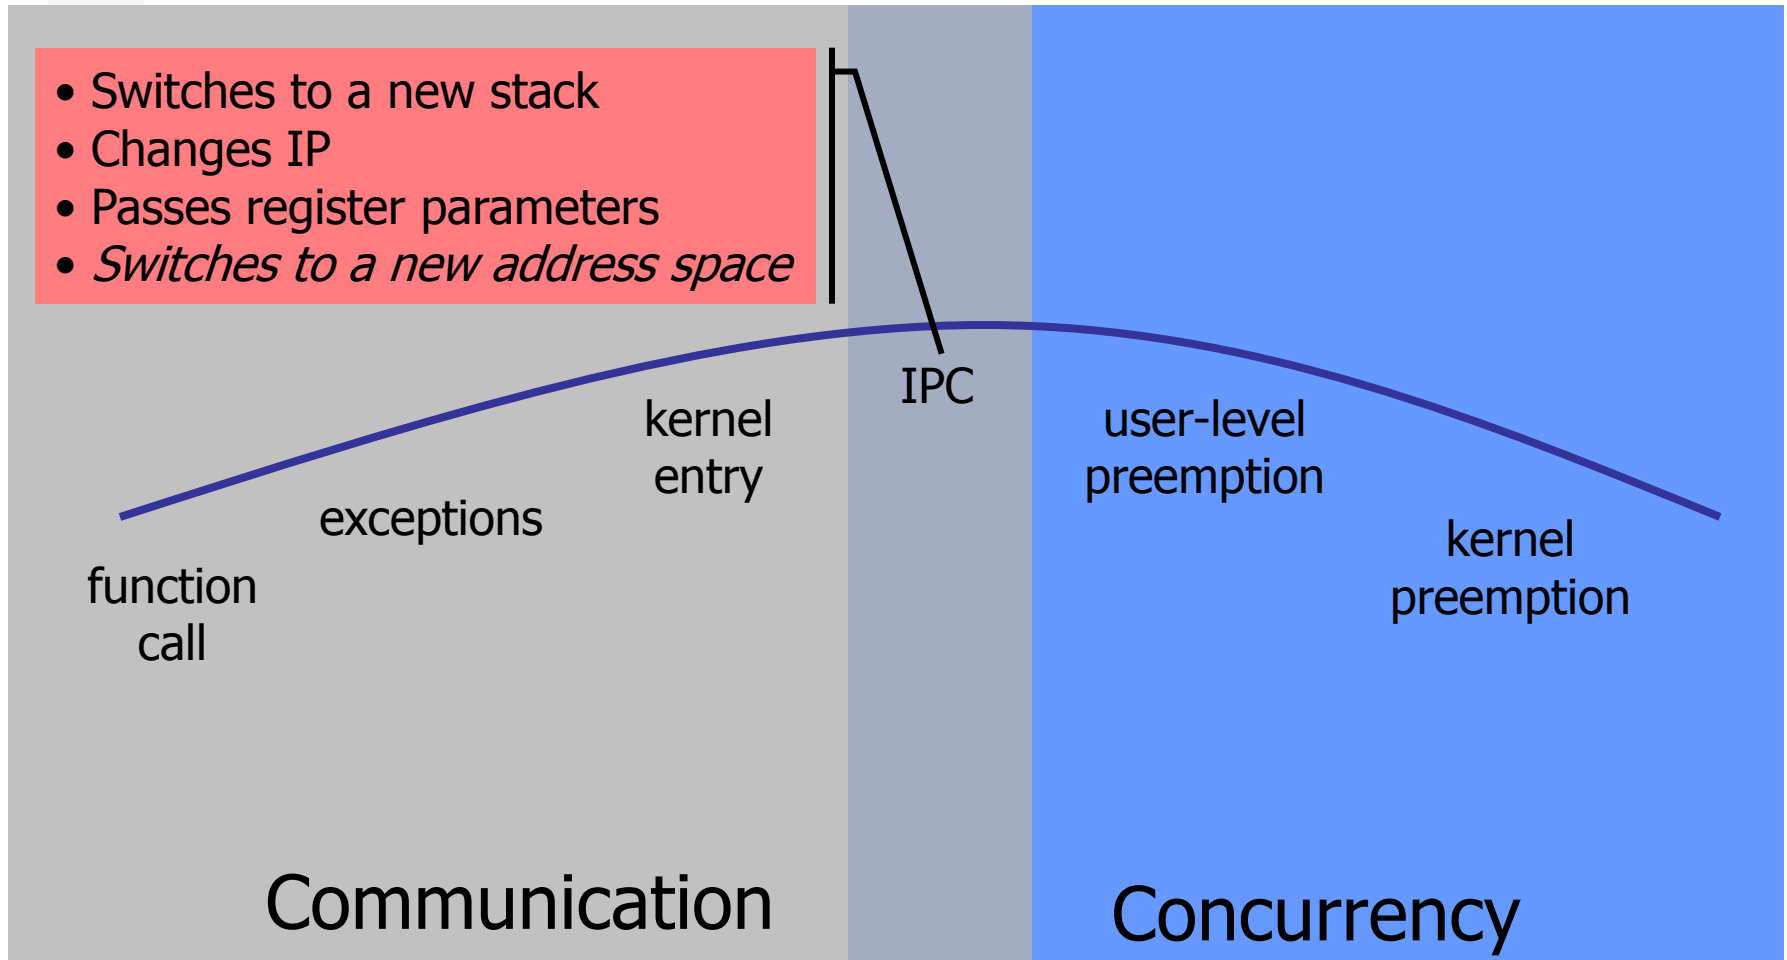 • Switches to a new stack
• Changes IP
• Passes register parameters
• Switches to a new address space
IPC
kernel
entry
user-level
preemption
exceptions
kernel
preemption
function
call
Communication
Concurrency